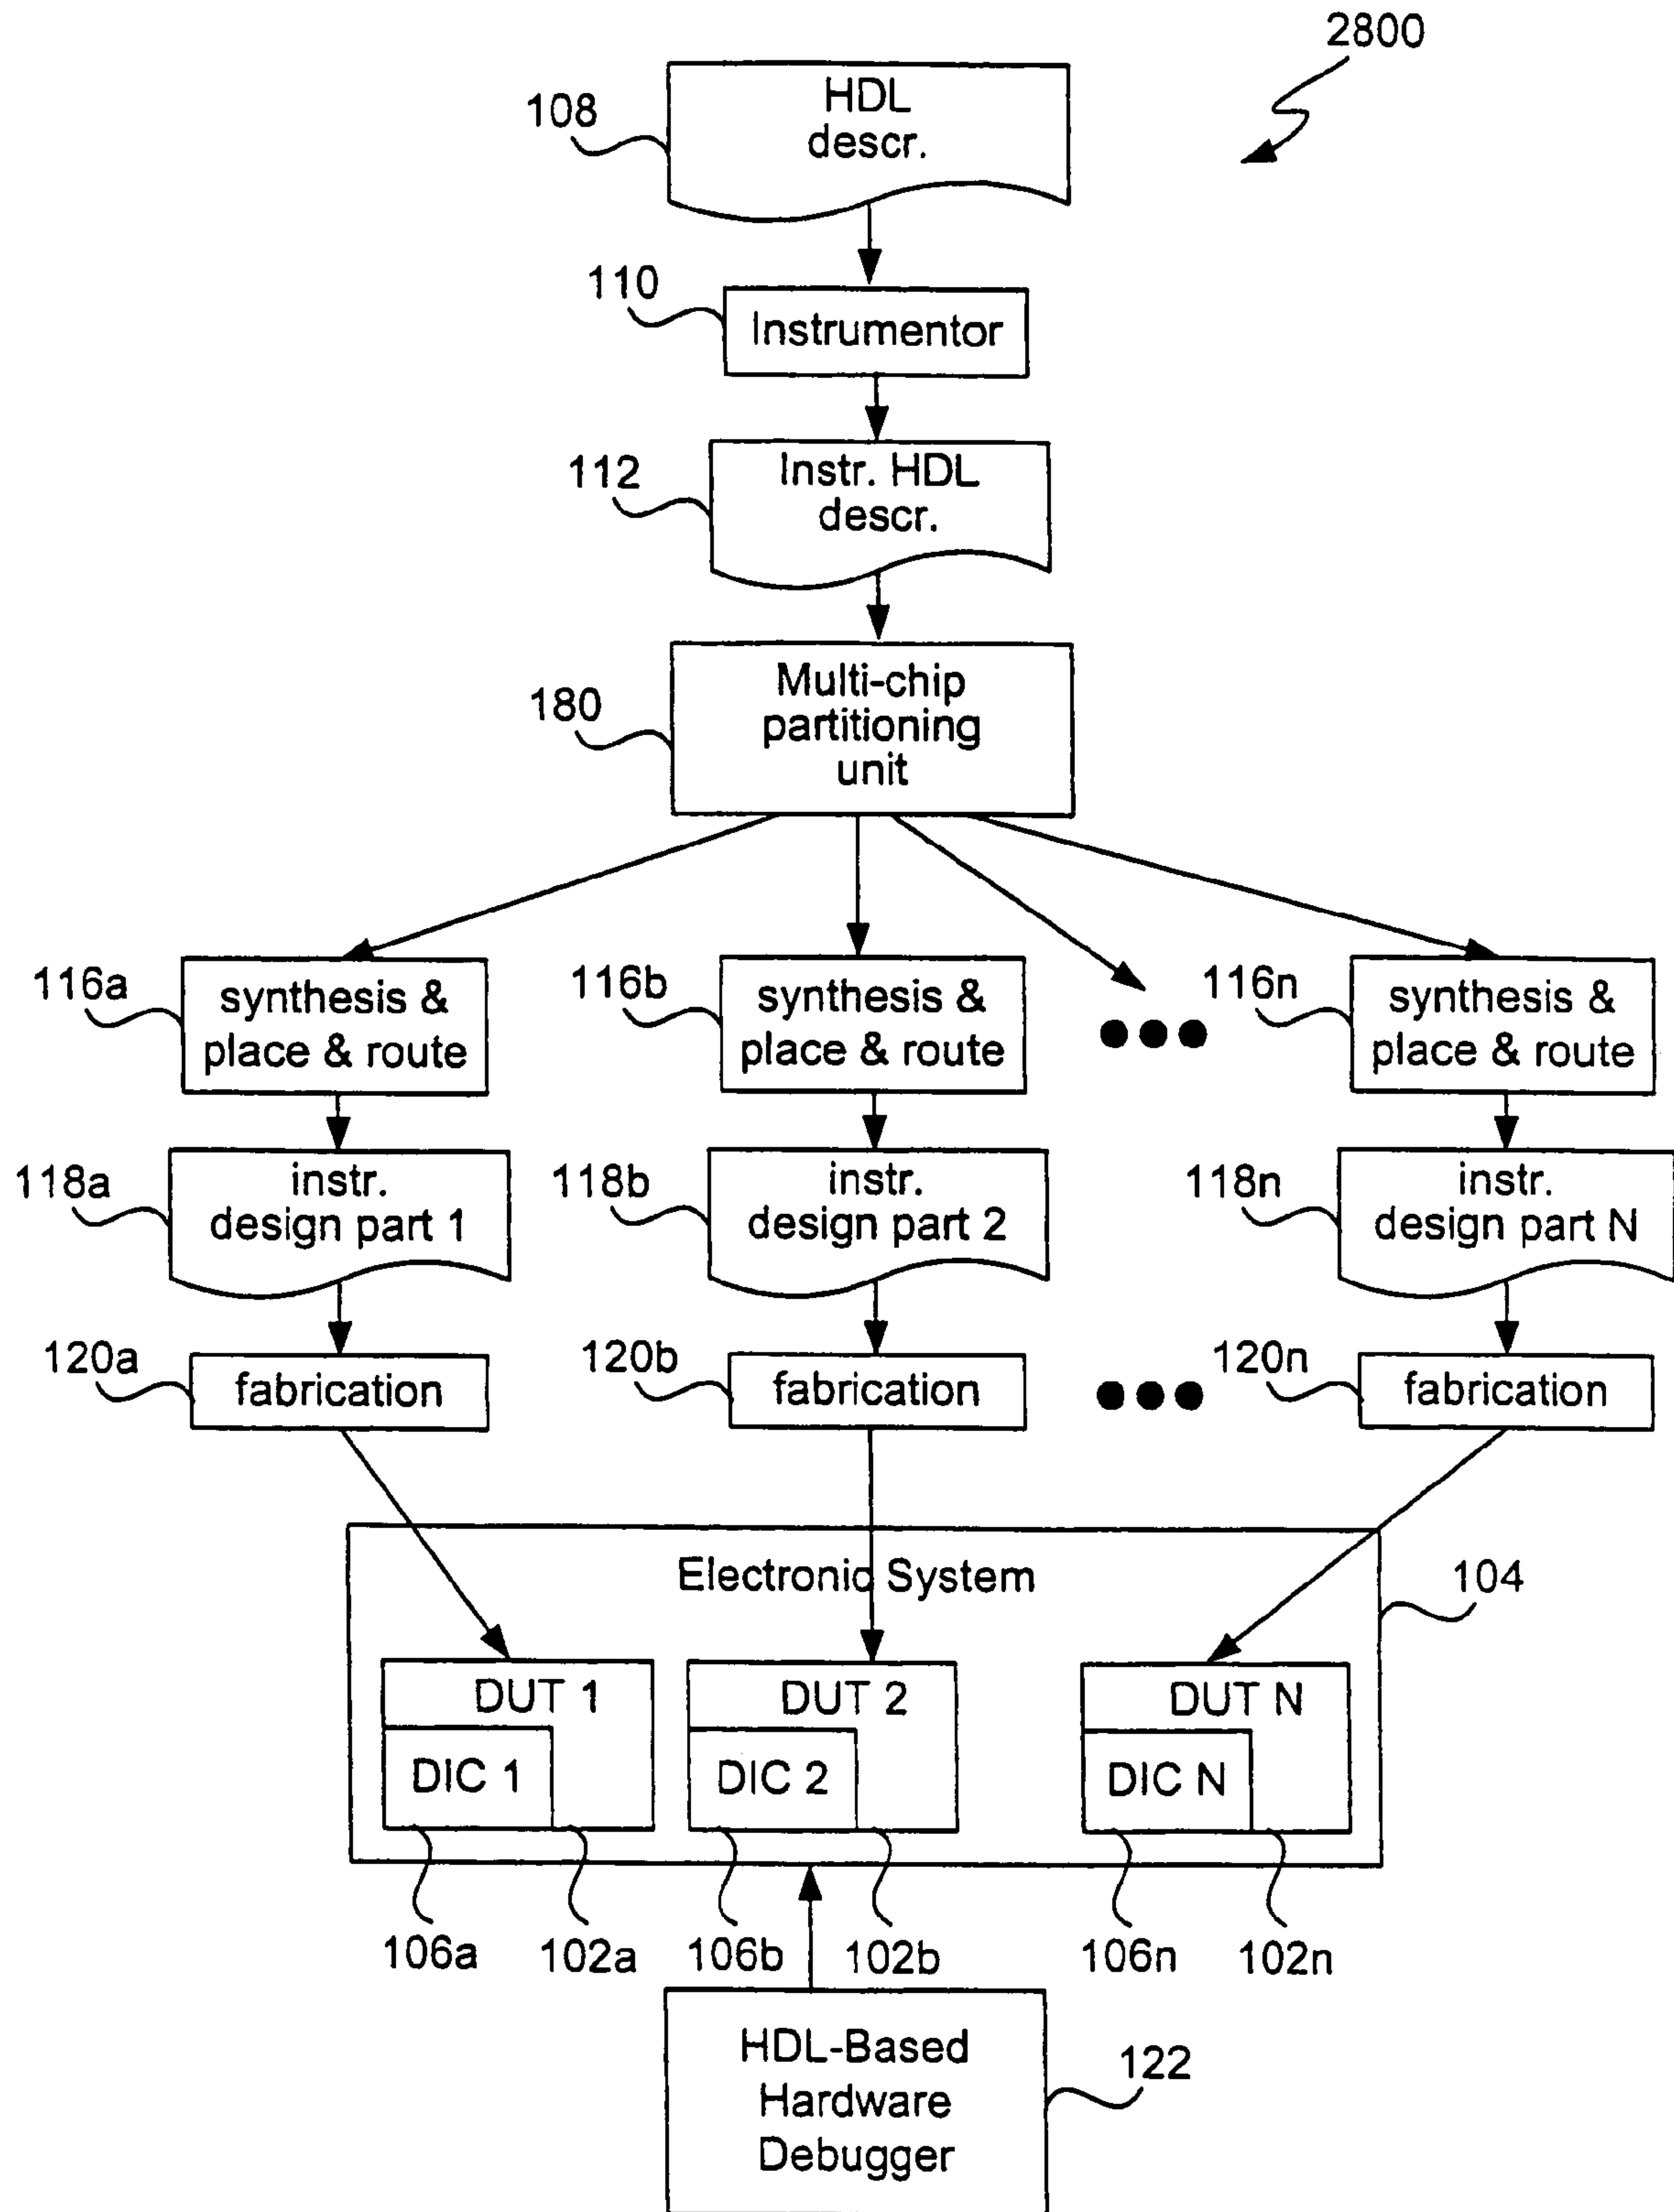 2800
HDL
descr.
108
110
Instrumentor
112
Instr. HDL
descr.
180
Multi-chip
partitioning
unit
116a
synthesis &
place & route
116b
synthesis &
place & route
116n
synthesis &
place & route
118a
instr.
design part 1
118b
instr.
design part 2
118n
instr.
design part N
120a
fabrication
120b
fabrication
120n
fabrication
Electronic System
104
DUT 1
DIC 1
DUT 2
DIC 2
DUT N
DIC N
106a
102a
106b
102b
106n
102n
HDL-Based
Hardware
Debugger
122